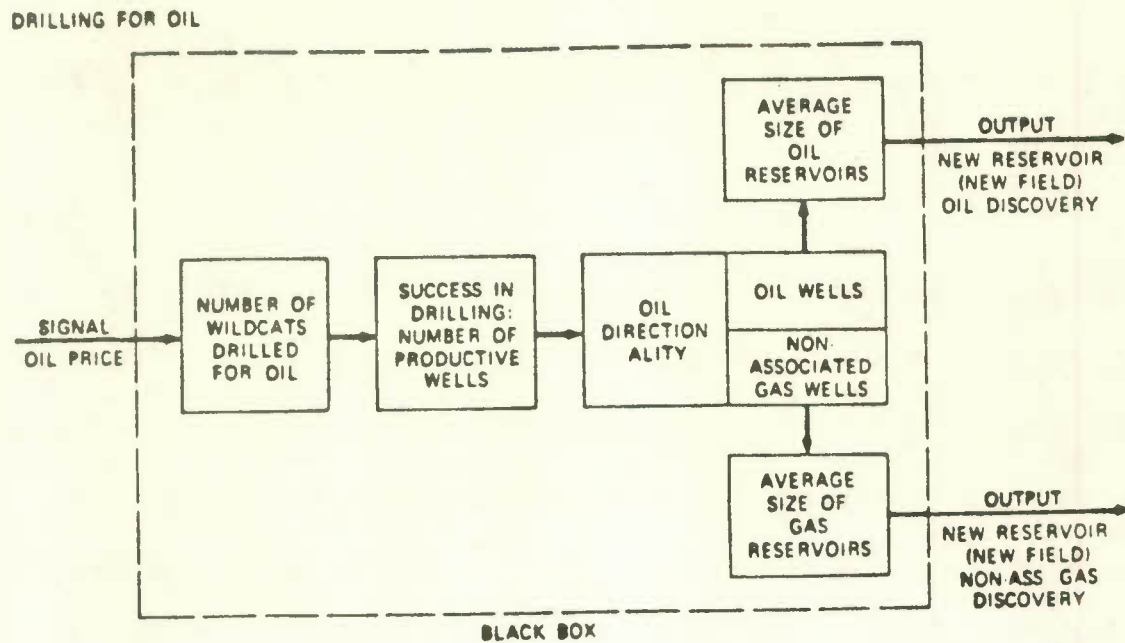 DRILLING FOR OIL
SIGNAL
OIL PRICE
NUMBER OF
WILDCATS
DRILLED
FOR OIL
SUCCESS IN
DRILLING:
NUMBER OF
PRODUCTIVE
WELLS
OIL
DIRECTION
ALITY
OIL WELLS
NON-
ASSOCIATED
GAS WELLS
AVERAGE
SIZE OF
OIL
RESERVOIRS
OUTPUT
NEW RESERVOIR
(NEW FIELD)
OIL DISCOVERY
AVERAGE
SIZE OF
GAS
RESERVOIRS
OUTPUT
NEW RESERVOIR
(NEW FIELD)
NON-ASS GAS
DISCOVERY
BLACK BOX